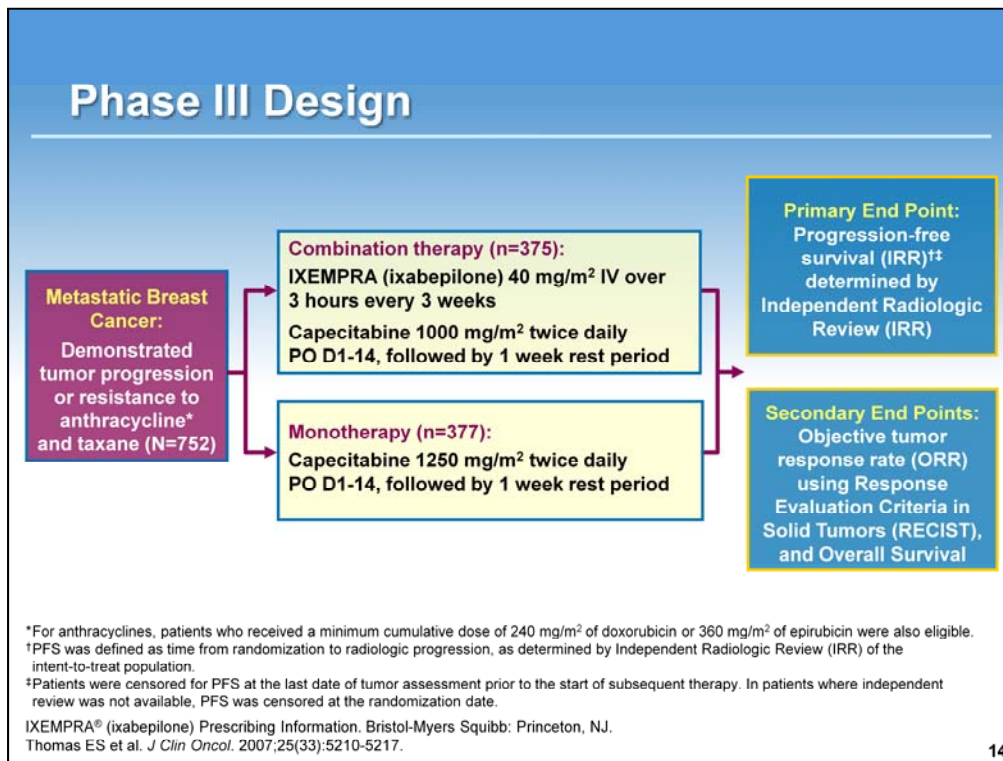 Phase III Design
Metastatic Breast
Cancer:
Demonstrated
tumor progression
or resistance to
anthracycline*
and taxane (N=752)
Combination therapy (n=375):
IXEMPRA (ixabepilone) 40 mg/m² IV over
3 hours every 3 weeks
Capecitabine 1000 mg/m² twice daily
PO D1-14, followed by 1 week rest period
Monotherapy (n=377):
Capecitabine 1250 mg/m² twice daily
PO D1-14, followed by 1 week rest period
Primary End Point:
Progression-free
survival (IRR)†‡
determined by
Independent Radiologic
Review (IRR)
Secondary End Points:
Objective tumor
response rate (ORR)
using Response
Evaluation Criteria in
Solid Tumors (RECIST),
and Overall Survival
*For anthracyclines, patients who received a minimum cumulative dose of 240 mg/m² of doxorubicin or 360 mg/m² of epirubicin were also eligible.
†PFS was defined as time from randomization to radiologic progression, as determined by Independent Radiologic Review (IRR) of the
intent-to-treat population.
‡Patients were censored for PFS at the last date of tumor assessment prior to the start of subsequent therapy. In patients where independent
review was not available, PFS was censored at the randomization date.
IXEMPRA® (ixabepilone) Prescribing Information. Bristol-Myers Squibb: Princeton, NJ.
Thomas ES et al. J Clin Oncol. 2007;25(33):5210-5217.
14